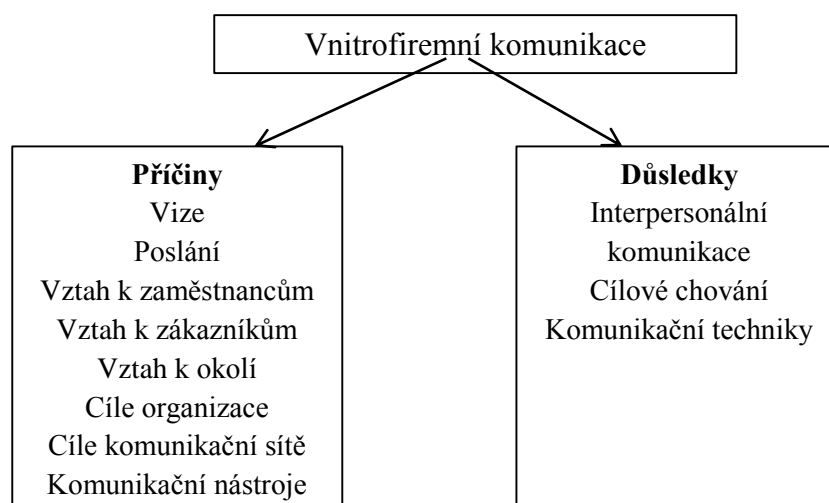 Vnitrofiremní komunikace
Příčiny
Vize
Poslání
Vztah k zaměstnancům
Vztah k zákazníkům
Vztah k okolí
Cíle organizace
Cíle komunikační sítě
Komunikační nástroje
Důsledky
Interpersonální
komunikace
Cílové chování
Komunikační techniky